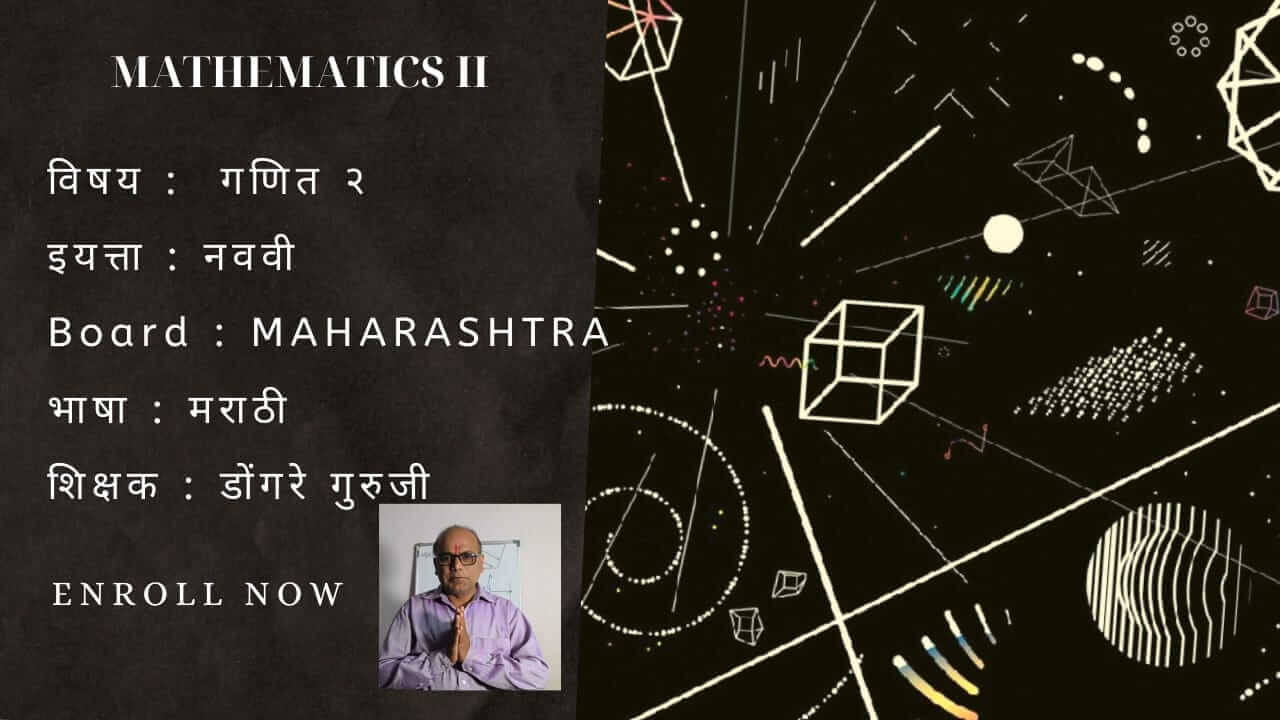 MATHEMATICS II
विषय : गणित २
इयत्ता : नववी
Board : MAHARASHTRA
भाषा : मराठी
शिक्षक : डोंगरे गुरुजी
ENROLL NOW